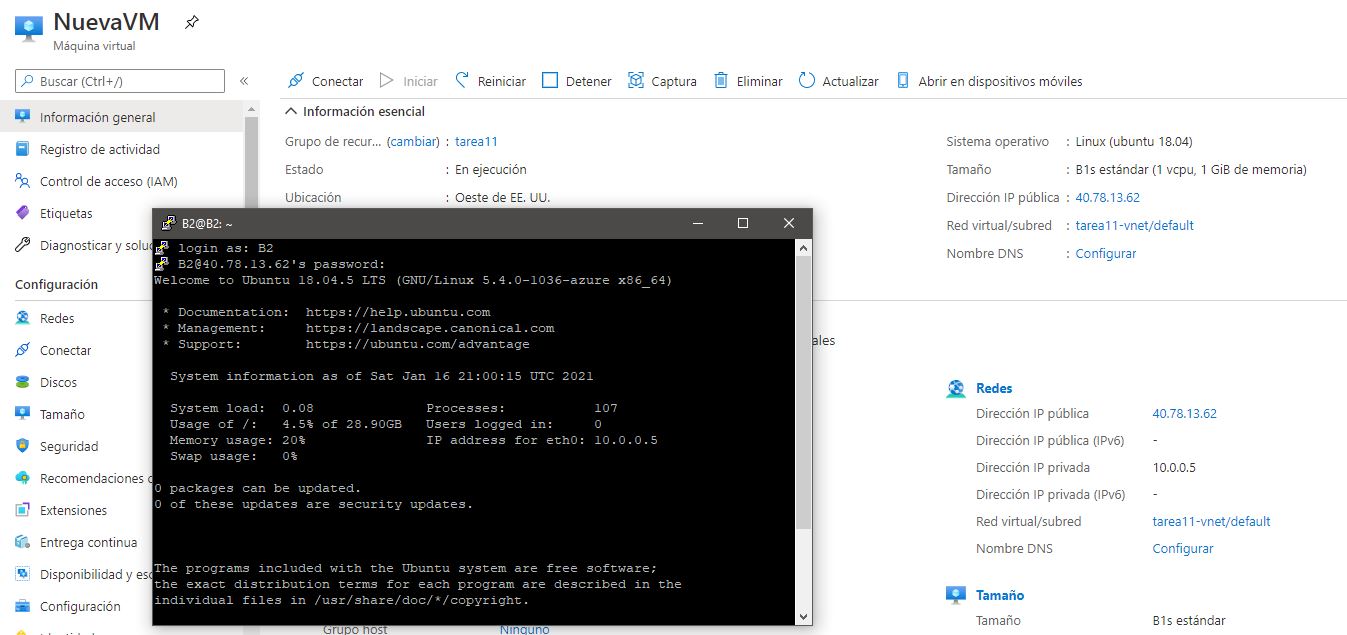 NuevaVM
Máquina virtual
Buscar (Ctrl+/)
«
Conectar
Iniciar
Reiniciar
Detener
Captura
Eliminar
Actualizar
Abrir en dispositivos móviles
Información general
Registro de actividad
Control de acceso (IAM)
Etiquetas
Diagnosticar y
Configuración
Redes
Conectar
Discos
Tamaño
Seguridad
Recomendaciones
Extensiones
Entrega continua
Disponibilidad y
Configuración
Información esencial
Grupo de recur... (cambiar) : tarea11
Estado : En ejecución
Ubicación : Oeste de EE. UU.
Sistema operativo : Linux (ubuntu 18.04)
Tamaño : B1s estándar (1 vcpu, 1 GiB de memoria)
Dirección IP pública : 40.78.13.62
Red virtual/subred : tarea11-vnet/default
Nombre DNS : Configurar
B2@B2: ~
login as: B2
B2@40.78.13.62's password:
Welcome to Ubuntu 18.04.5 LTS (GNU/Linux 5.4.0-1036-azure x86_64)
* Documentation: https://help.ubuntu.com
* Management: https://landscape.canonical.com
* Support: https://ubuntu.com/advantage
System information as of Sat Jan 16 21:00:15 UTC 2021
System load: 0.08 Processes: 107
Usage of /: 4.5% of 28.90GB Users logged in: 0
Memory usage: 20% IP address for eth0: 10.0.0.5
Swap usage: 0%
0 packages can be updated.
0 of these updates are security updates.
The programs included with the Ubuntu system are free software;
the exact distribution terms for each program are described in the
individual files in /usr/share/doc/*/copyright.
ales
Redes
Dirección IP pública 40.78.13.62
Dirección IP pública (IPv6) -
Dirección IP privada 10.0.0.5
Dirección IP privada (IPv6) -
Red virtual/subred tarea11-vnet/default
Nombre DNS Configurar
Tamaño
Tamaño B1s estándar
Grupo host Ninguno